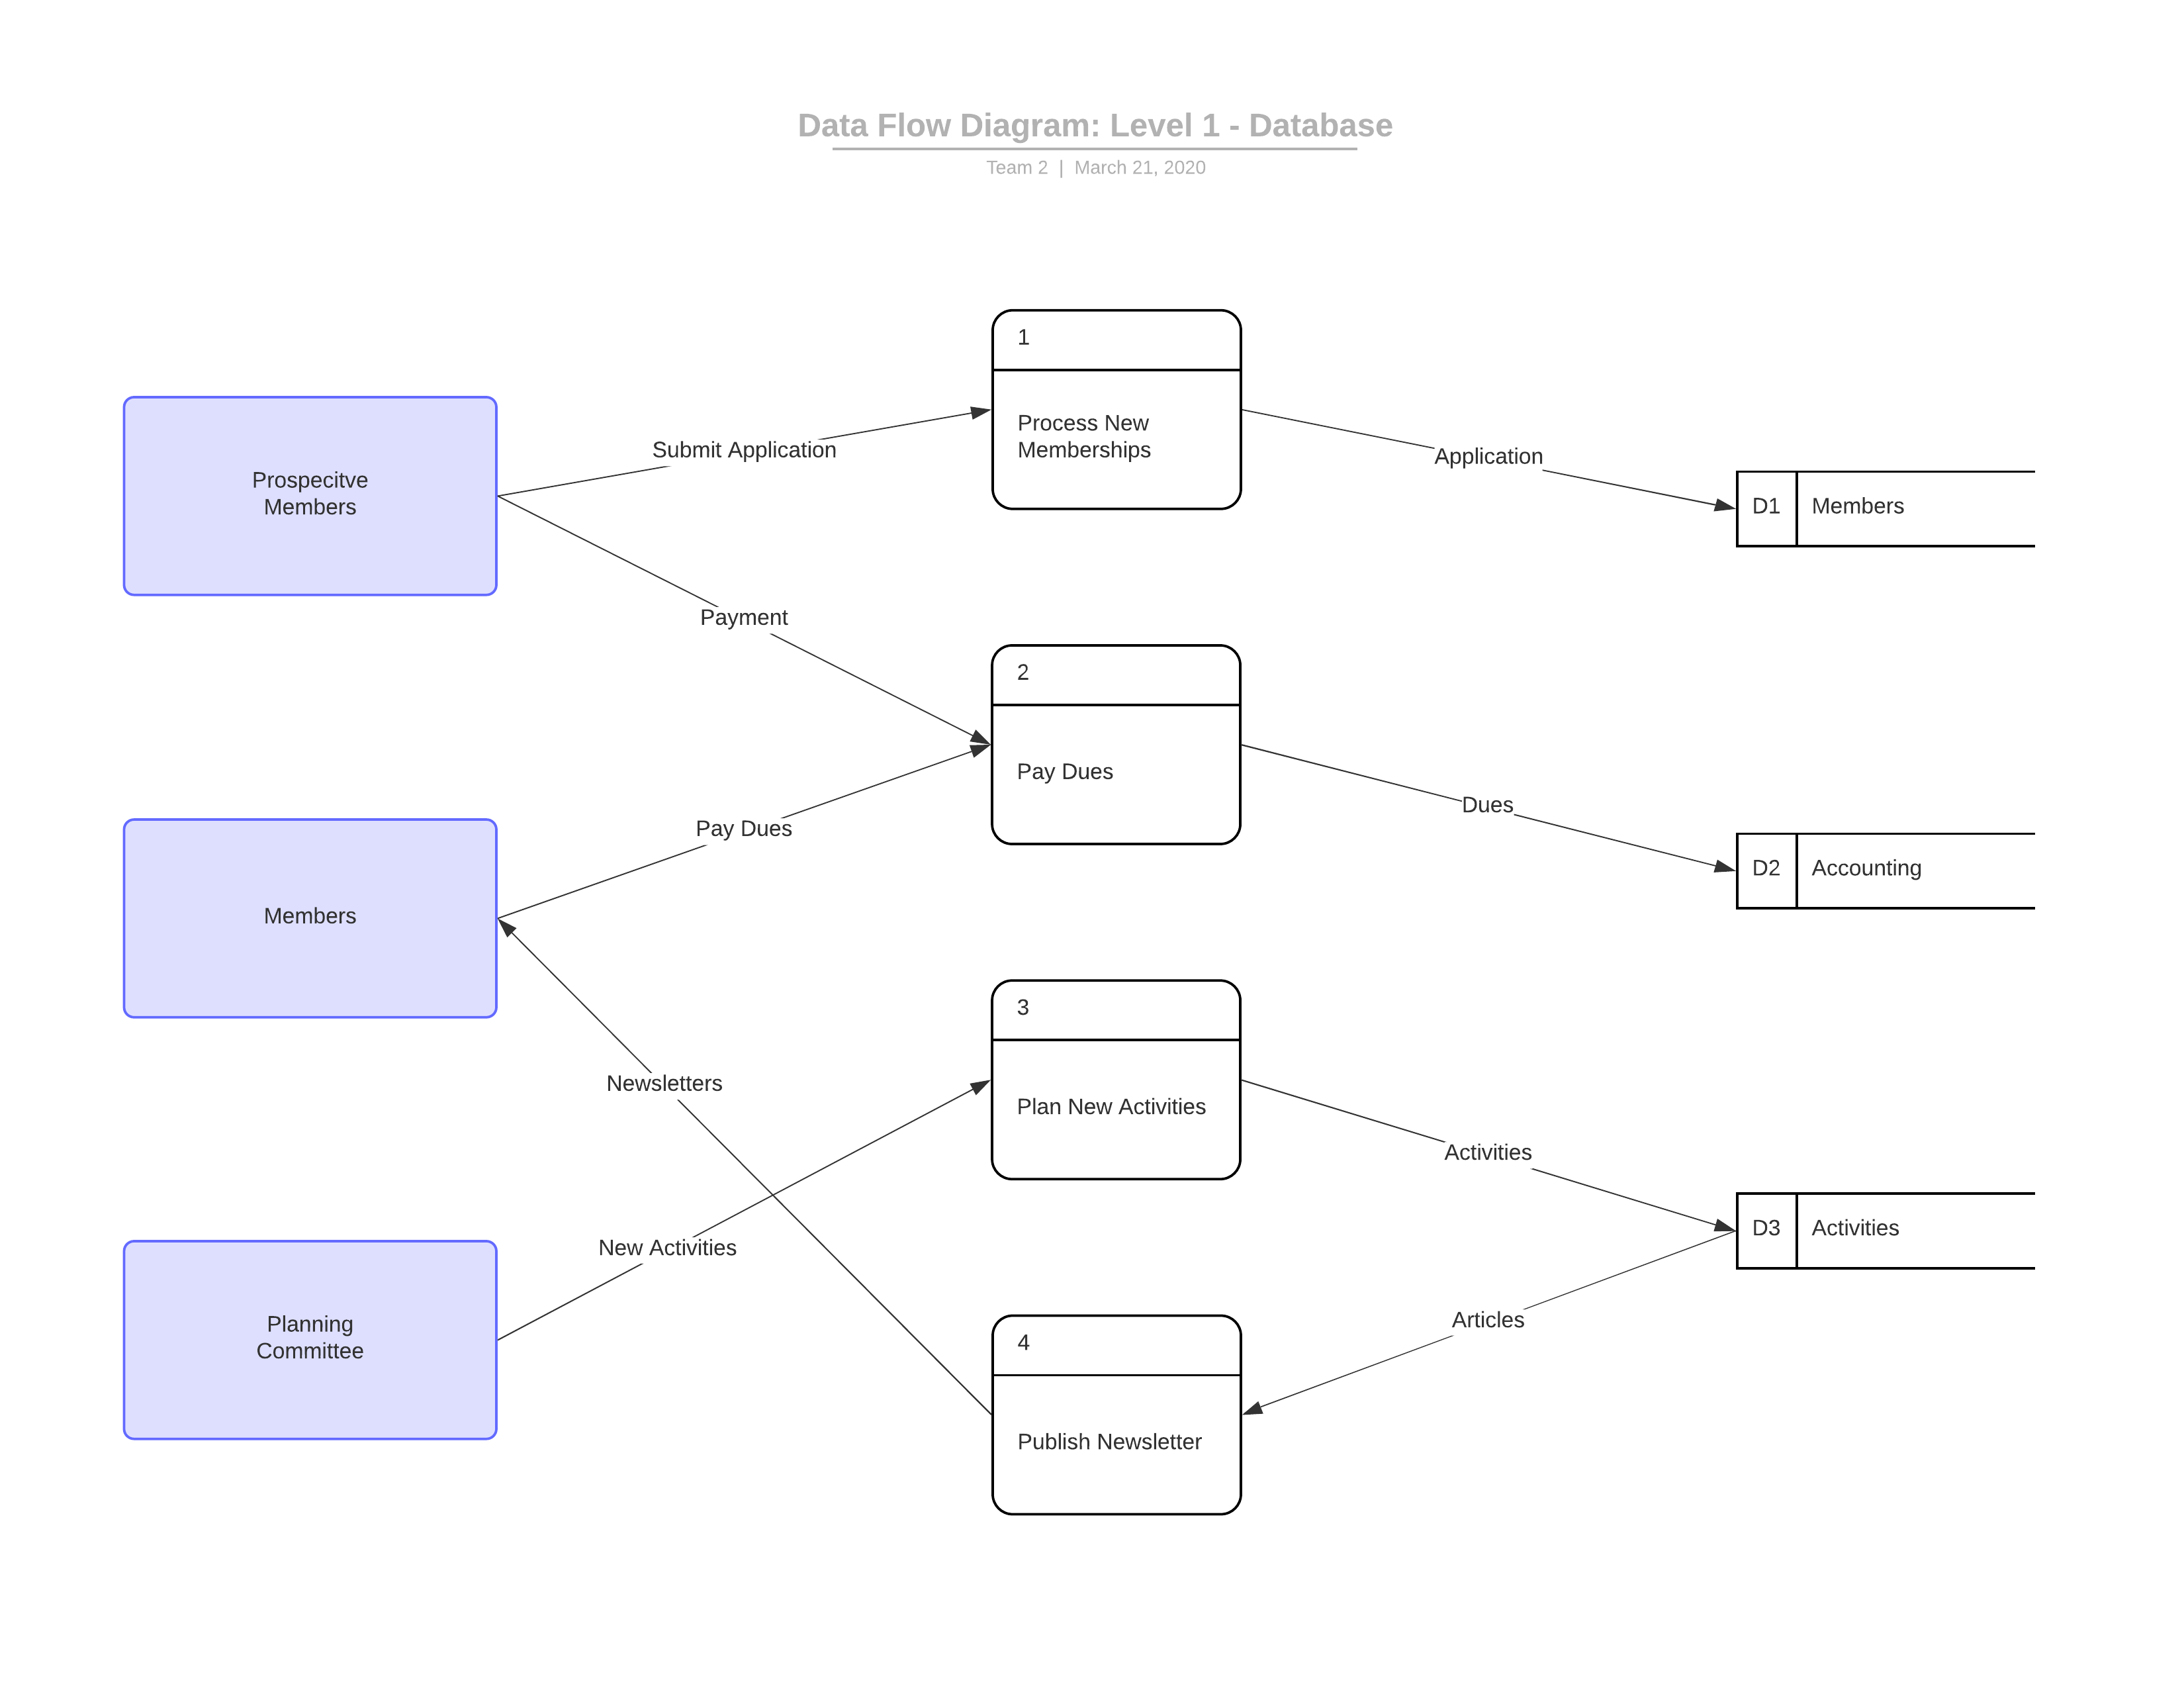 Data Flow Diagram: Level 1 - Database
Team 2 | March 21, 2020
1
Process New
Memberships
Prospecitve
Members
Submit Application
Application
D1 Members
Payment
2
Pay Dues
Pay Dues
Dues
D2 Accounting
Members
3
Plan New Activities
Newsletters
Activities
D3 Activities
New Activities
Planning
Committee
Articles
4
Publish Newsletter